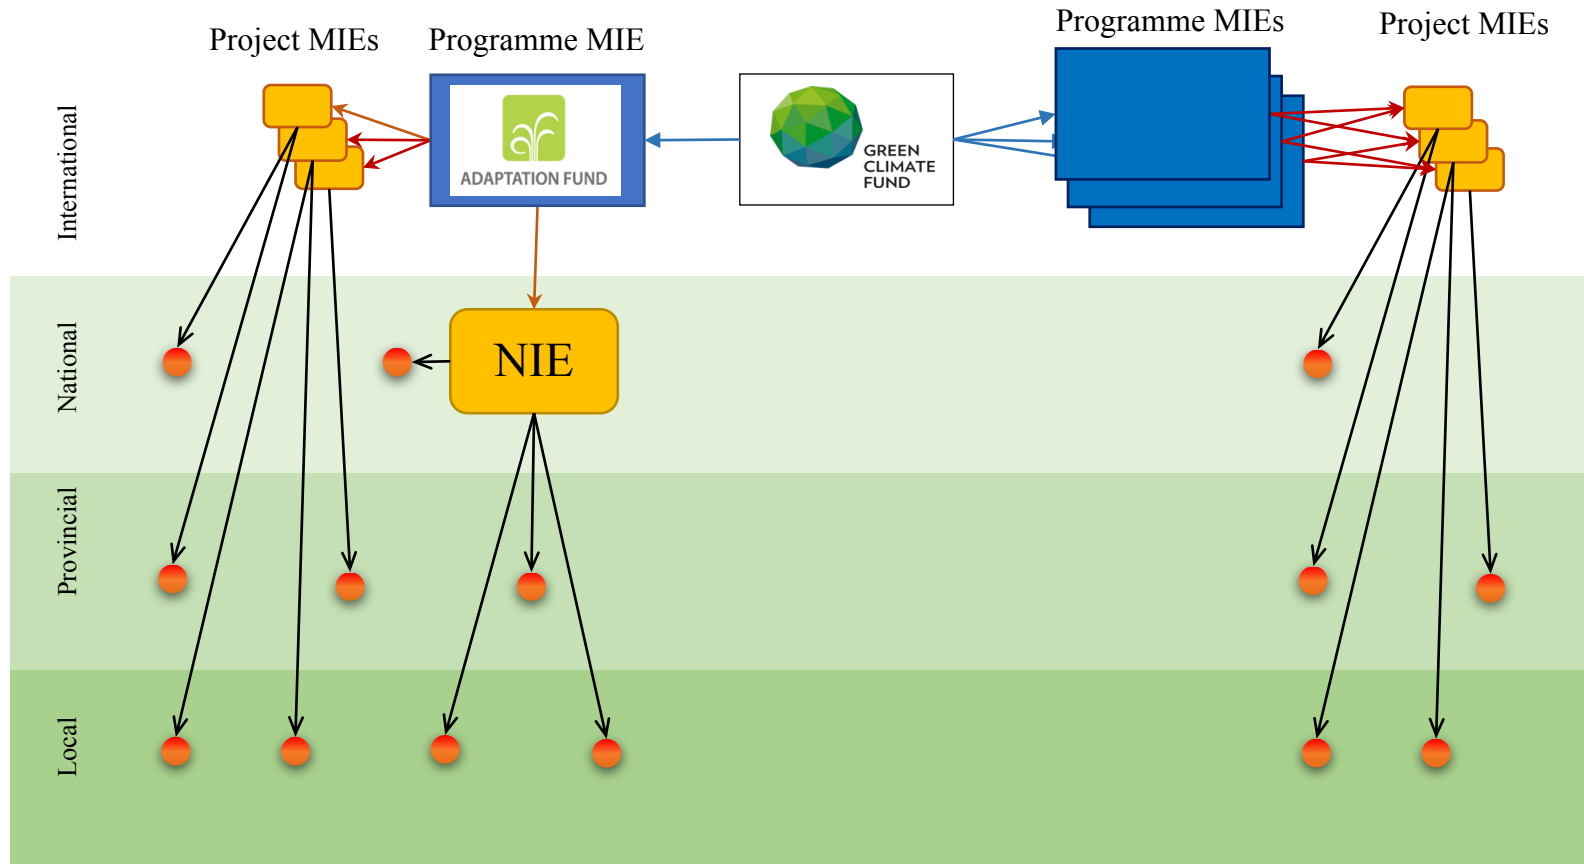 Project MIEs
Programme MIE
Programme MIEs
Project MIEs
International
ADAPTATION FUND
GREEN
CLIMATE
FUND
National
NIE
Provincial
Local